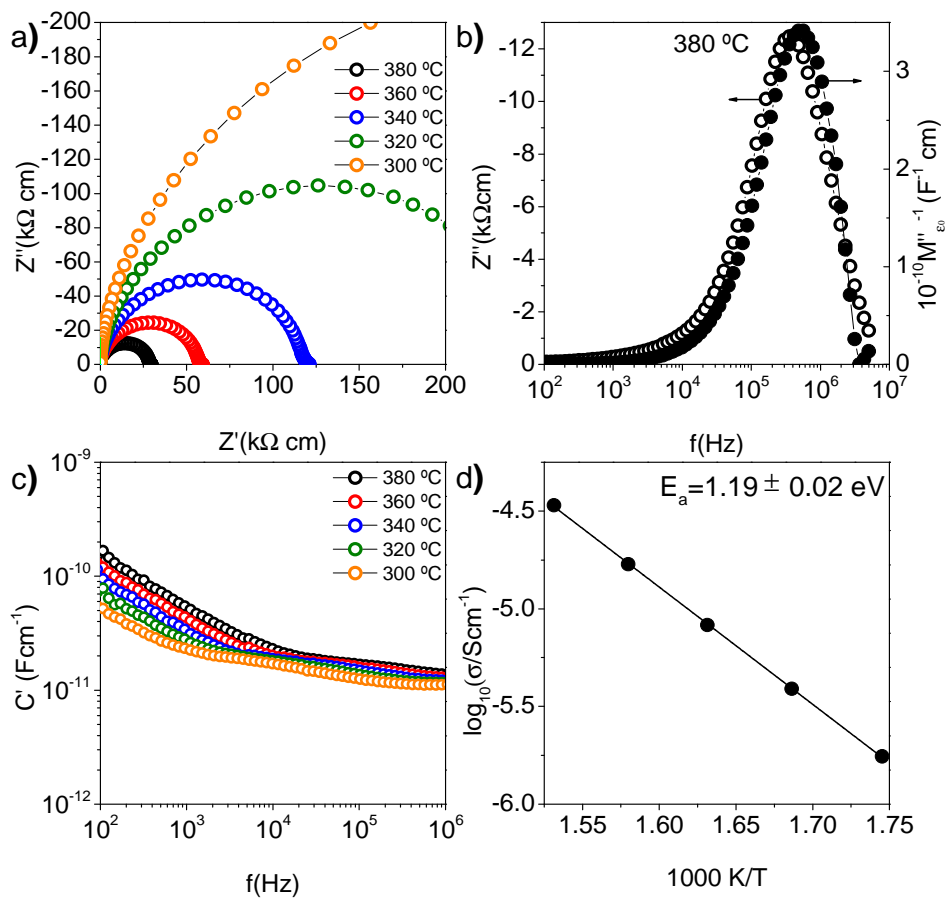 a)
-200
-180
-160
-140
-120
-100
-80
-60
-40
-20
0
Z''(kΩ cm)
380 ºC
360 ºC
340 ºC
320 ºC
300 ºC
0 50 100 150 200
Z'(kΩ cm)
b)
380 ºC
-12
-10
-8
-6
-4
-2
0
Z''(kΩcm)
3
2
1
0
10⁻¹⁰M''ε₀⁻¹ (F⁻¹ cm)
10² 10³ 10⁴ 10⁵ 10⁶ 10⁷
f(Hz)
c)
10⁻⁹
10⁻¹⁰
10⁻¹¹
10⁻¹²
C' (Fcm⁻¹)
380 ºC
360 ºC
340 ºC
320 ºC
300 ºC
10² 10³ 10⁴ 10⁵ 10⁶
f(Hz)
d)
Eₐ=1.19 ± 0.02 eV
-4.5
-5.0
-5.5
-6.0
log₁₀(σ/Scm⁻¹)
1.55 1.60 1.65 1.70 1.75
1000 K/T